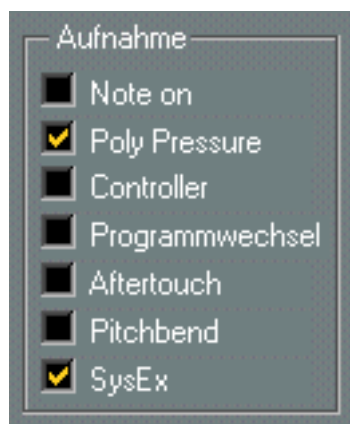 Aufnahme
Note on
Poly Pressure
Controller
Programmwechsel
Aftertouch
Pitchbend
SysEx